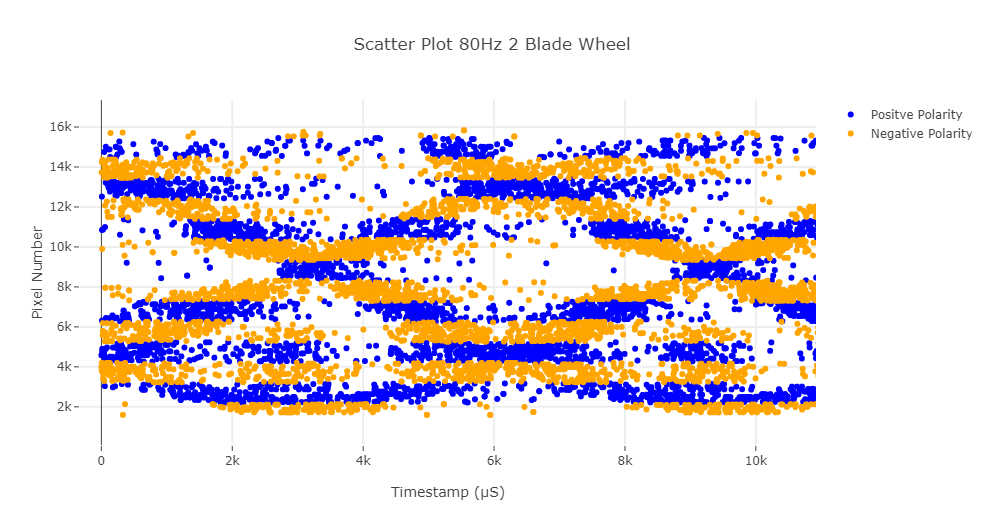 Scatter Plot 80Hz 2 Blade Wheel
Positve Polarity
Negative Polarity
16k
14k
12k
10k
8k
6k
4k
2k
Pixel Number
0
2k
4k
6k
8k
10k
Timestamp (µS)